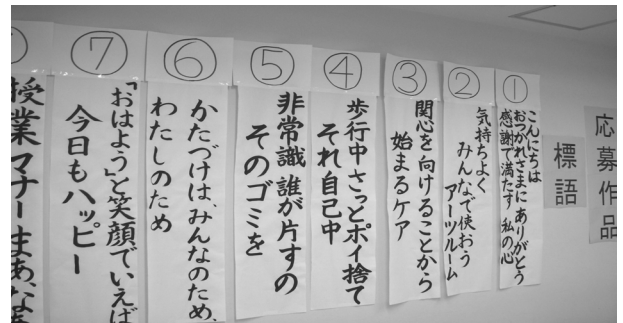 応募作品
標語
①
こんにちは
おつかれさまにありがとう
感謝で満たす 私の心
②
気持ちよく
みんなで使おう
アーツルーム
③
関心を向けることから
始まるケア
④
歩行中さっとポイ捨て
それ自己中
⑤
非常識 誰が片すの
そのゴミを
⑥
かたづけは、みんなのため、
わたしのため
⑦
「おはよう」と笑顔でいえば
今日もハッピー
授業マナーまあ、な